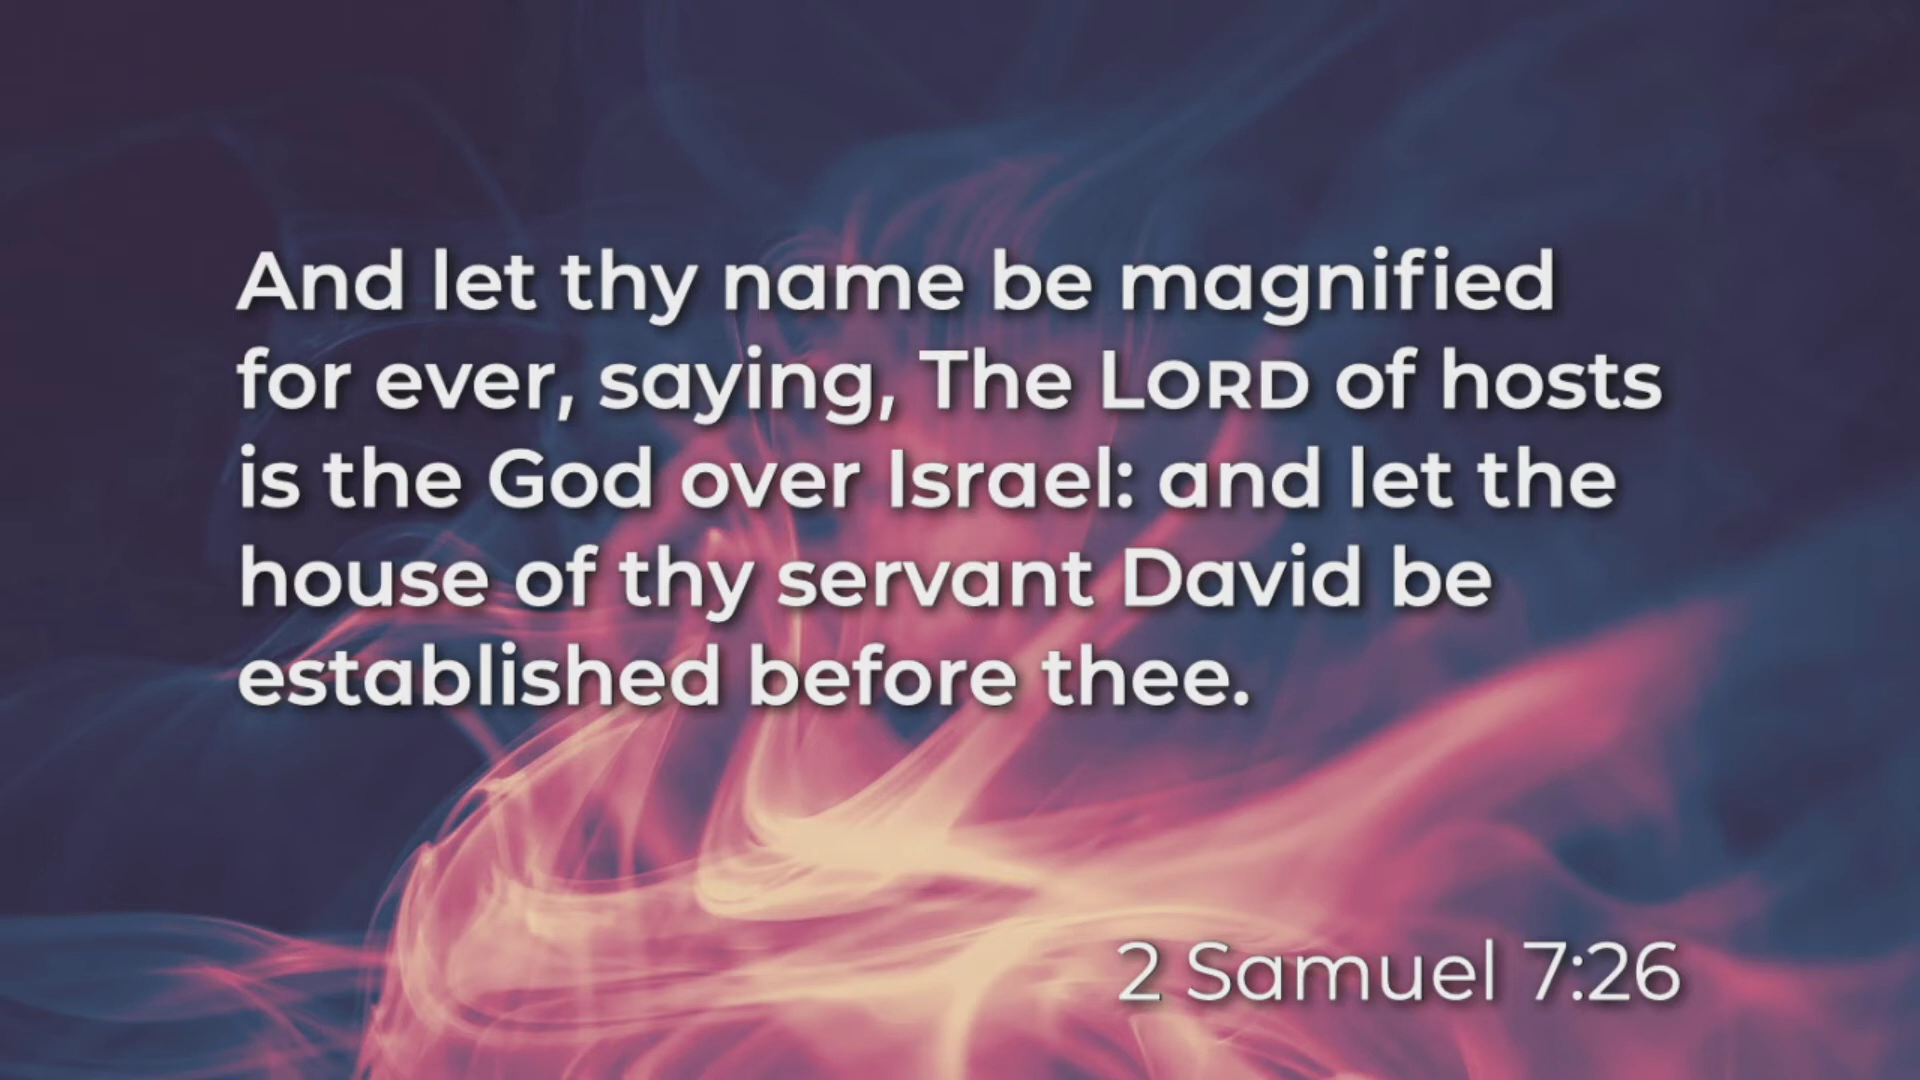 And let thy name be magnified
for ever, saying, The LORD of hosts
is the God over Israel: and let the
house of thy servant David be
established before thee.
2 Samuel 7:26